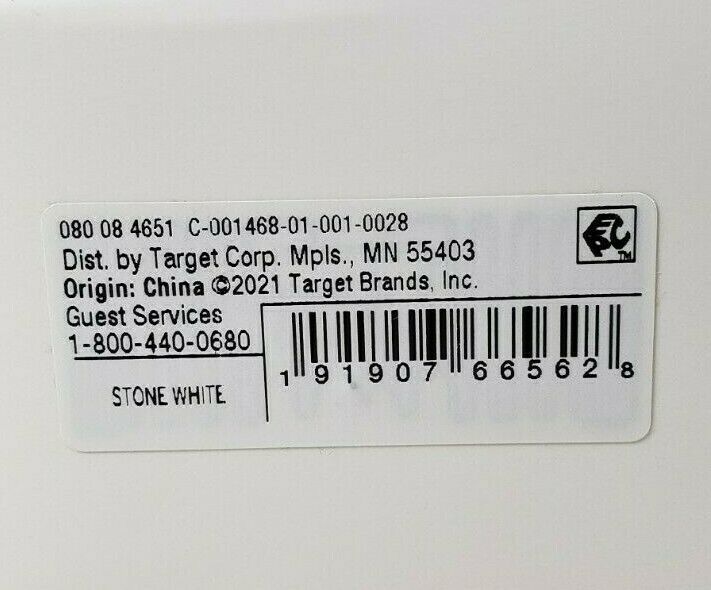 080 08 4651 C-001468-01-001-0028
Dist. by Target Corp. Mpls., MN 55403
Origin: China ©2021 Target Brands, Inc.
Guest Services
1-800-440-0680
STONE WHITE
1 91907 66562 8
TM